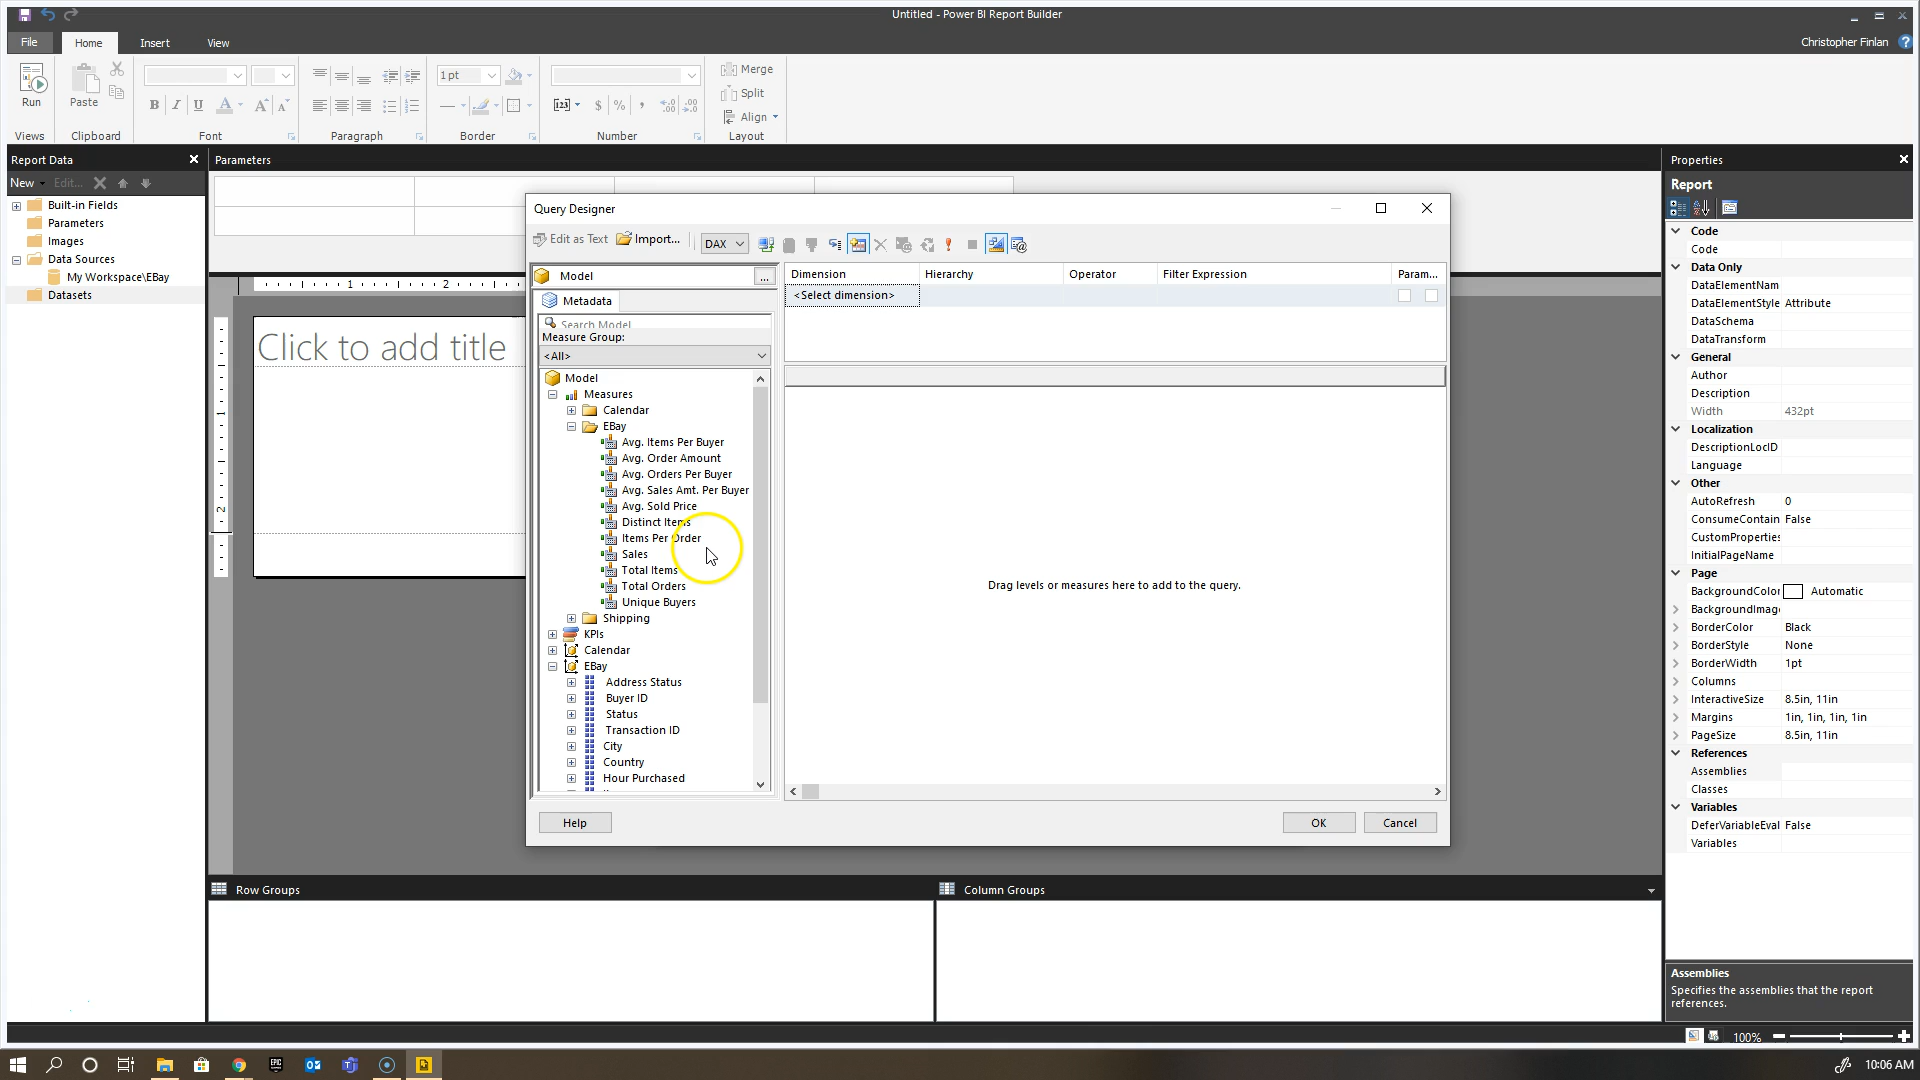 Untitled - Power BI Report Builder
File
Home
Insert
View
Christopher Finlan
Run
Paste
1pt
Merge
Split
Align
Views
Clipboard
Font
Paragraph
Border
Number
Layout
Report Data
New
Edit...
Built-in Fields
Parameters
Images
Data Sources
My Workspace\EBay
Datasets
Parameters
Click to add title
Query Designer
Edit as Text
Import...
DAX
Model
...
Metadata
Search Model
Measure Group:
<All>
Model
Measures
Calendar
EBay
Avg. Items Per Buyer
Avg. Order Amount
Avg. Orders Per Buyer
Avg. Sales Amt. Per Buyer
Avg. Sold Price
Distinct Items
Items Per Order
Sales
Total Items
Total Orders
Unique Buyers
Shipping
KPIs
Calendar
EBay
Address Status
Buyer ID
Status
Transaction ID
City
Country
Hour Purchased
Dimension Hierarchy Operator Filter Expression Param...
<Select dimension>
Drag levels or measures here to add to the query.
Help
OK
Cancel
Row Groups
Column Groups
Properties
Report
Code
Code
Data Only
DataElementNam
DataElementStyle Attribute
DataSchema
DataTransform
General
Author
Description
Width 432pt
Localization
DescriptionLocID
Language
Other
AutoRefresh 0
ConsumeContain False
CustomProperties
InitialPageName
Page
BackgroundColor Automatic
BackgroundImage
BorderColor Black
BorderStyle None
BorderWidth 1pt
Columns
InteractiveSize 8.5in, 11in
Margins 1in, 1in, 1in, 1in
PageSize 8.5in, 11in
References
Assemblies
Classes
Variables
DeferVariableEval False
Variables
Assemblies
Specifies the assemblies that the report
references.
100%
10:06 AM